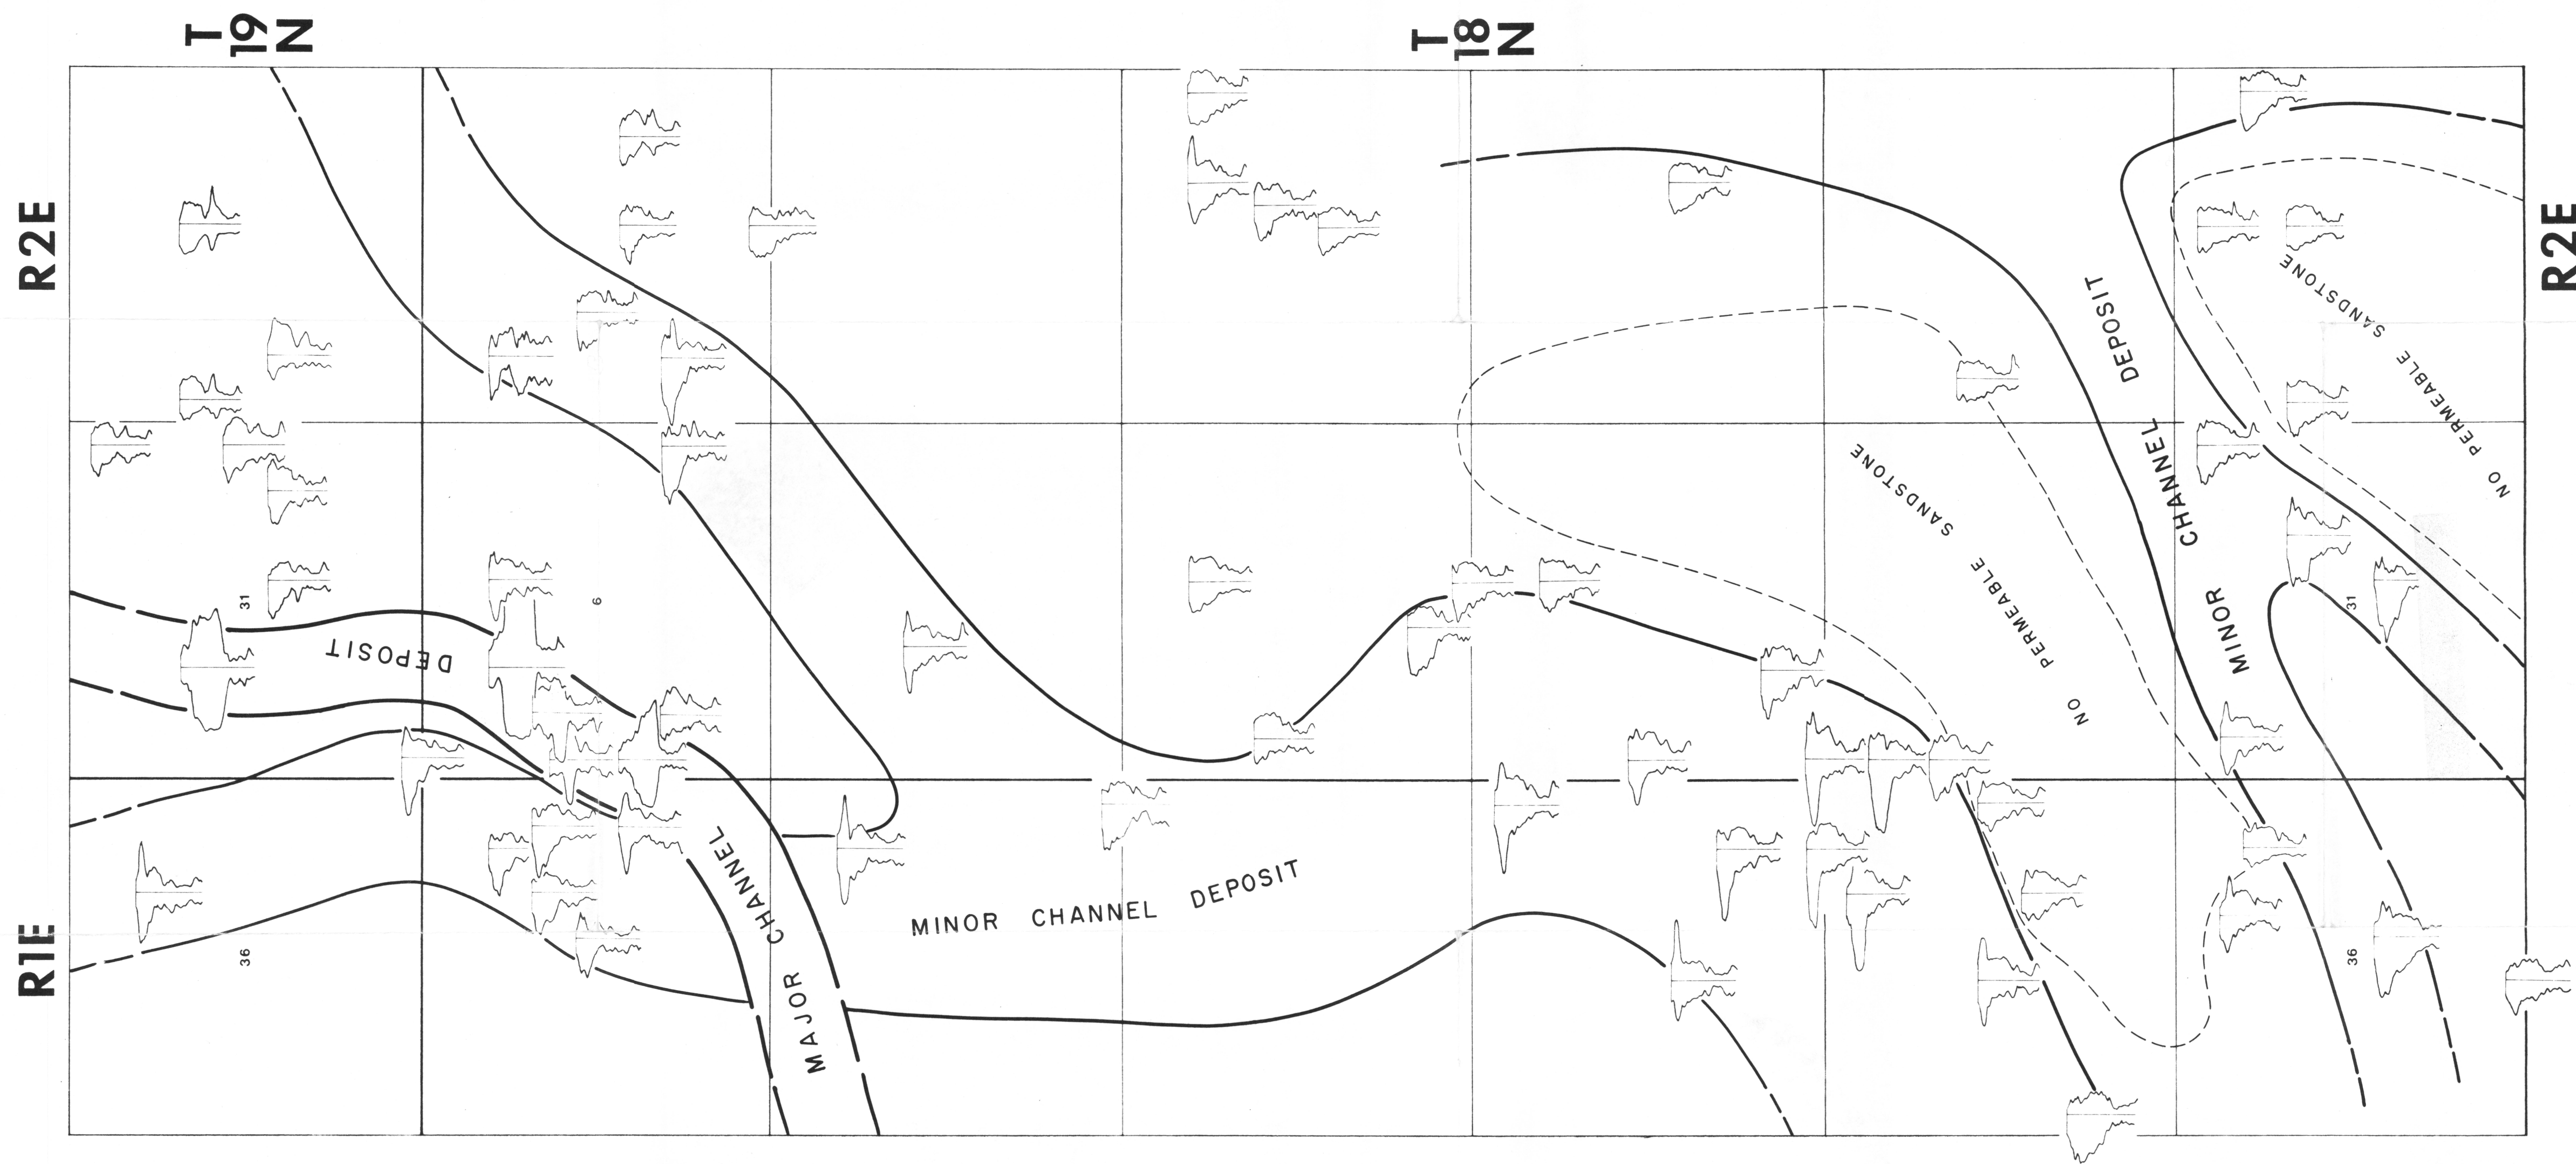 T
19
N
T
18
N
R2E
R2E
R1E
31
6
36
31
36
DEPOSIT
MAJOR CHANNEL
MINOR CHANNEL DEPOSIT
MINOR CHANNEL DEPOSIT
NO PERMEABLE SANDSTONE
NO PERMEABLE SANDSTONE